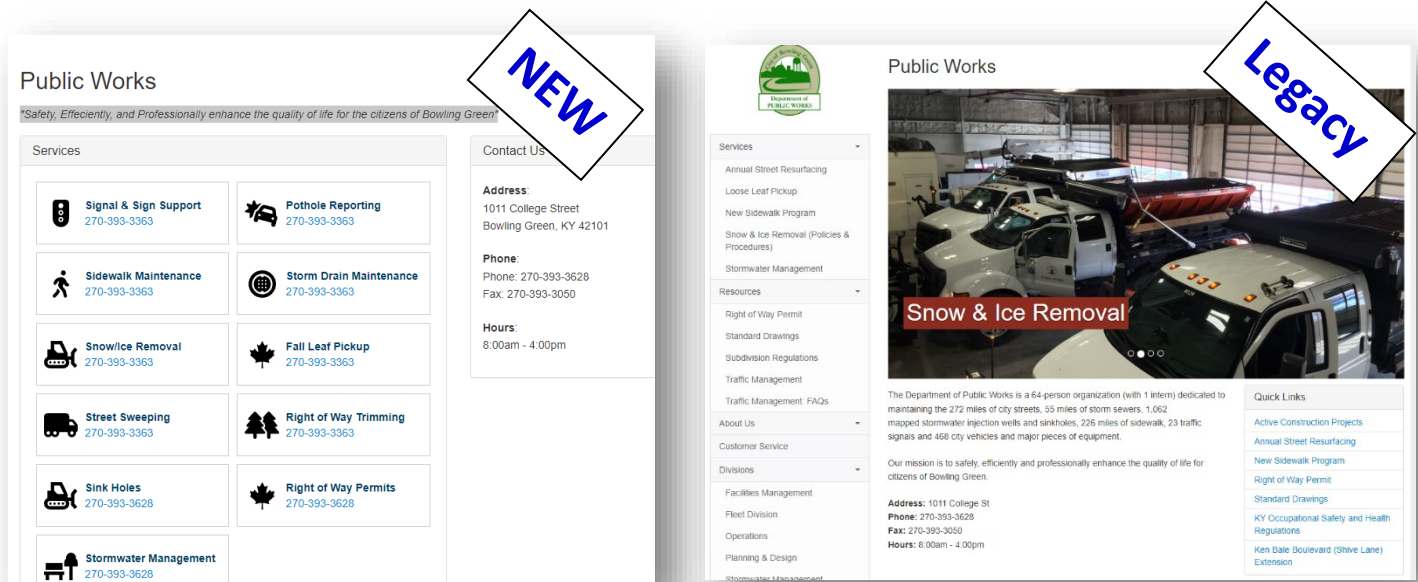 NEW
Public Works
"Safety, Effeciently, and Professionally enhance the quality of life for the citizens of Bowling Green"
Services
Signal & Sign Support
270-393-3363
Pothole Reporting
270-393-3363
Sidewalk Maintenance
270-393-3363
Storm Drain Maintenance
270-393-3363
Snow/Ice Removal
270-393-3363
Fall Leaf Pickup
270-393-3363
Street Sweeping
270-393-3363
Right of Way Trimming
270-393-3363
Sink Holes
270-393-3628
Right of Way Permits
270-393-3628
Stormwater Management
270-393-3628
Contact Us
Address:
1011 College Street
Bowling Green, KY 42101
Phone:
Phone: 270-393-3628
Fax: 270-393-3050
Hours:
8:00am - 4:00pm
Legacy
City of Bowling Green
Department of
PUBLIC WORKS
Services
Annual Street Resurfacing
Loose Leaf Pickup
New Sidewalk Program
Snow & Ice Removal (Policies &
Procedures)
Stormwater Management
Resources
Right of Way Permit
Standard Drawings
Subdivision Regulations
Traffic Management
Traffic Management: FAQs
About Us
Customer Service
Divisions
Facilities Management
Fleet Division
Operations
Planning & Design
Stormwater Management
Public Works
Snow & Ice Removal
The Department of Public Works is a 64-person organization (with 1 intern) dedicated to
maintaining the 272 miles of city streets, 55 miles of storm sewers, 1,062
mapped stormwater injection wells and sinkholes, 226 miles of sidewalk, 23 traffic
signals and 468 city vehicles and major pieces of equipment.
Our mission is to safely, efficiently and professionally enhance the quality of life for
citizens of Bowling Green.
Address: 1011 College St
Phone: 270-393-3628
Fax: 270-393-3050
Hours: 8:00am - 4:00pm
Quick Links
Active Construction Projects
Annual Street Resurfacing
New Sidewalk Program
Right of Way Permit
Standard Drawings
KY Occupational Safety and Health
Regulations
Ken Bale Boulevard (Shive Lane)
Extension